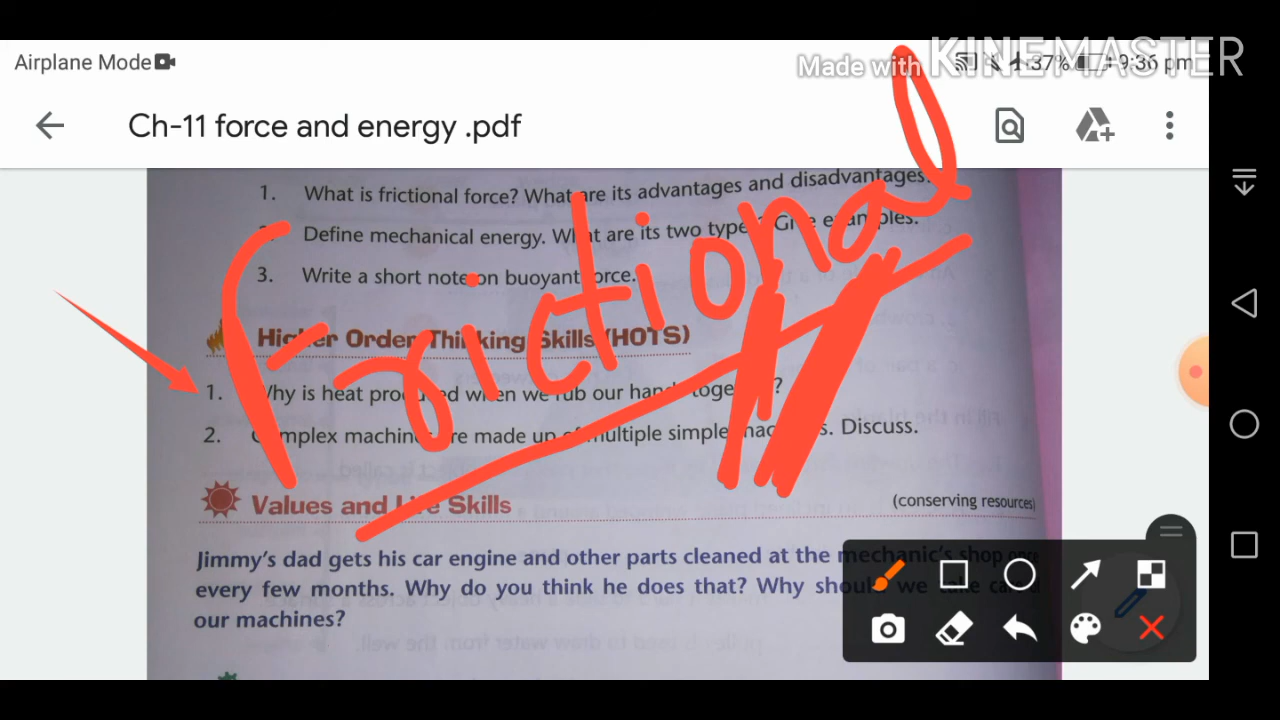 Airplane Mode
Made with KINEMASTER
37% 9:36 pm
Ch-11 force and energy .pdf
1. What is frictional force? What are its advantages and disadvantages.
2. Define mechanical energy. What are its two types? Give examples.
3. Write a short note on buoyant force.
Frictional
Higher Order Thinking Skills (HOTS)
1. Why is heat produced when we rub our hands together?
2. Complex machines are made up of multiple simple machines. Discuss.
Values and Life Skills
(conserving resources)
Jimmy's dad gets his car engine and other parts cleaned at the mechanic's shop
every few months. Why do you think he does that? Why should we take
our machines?